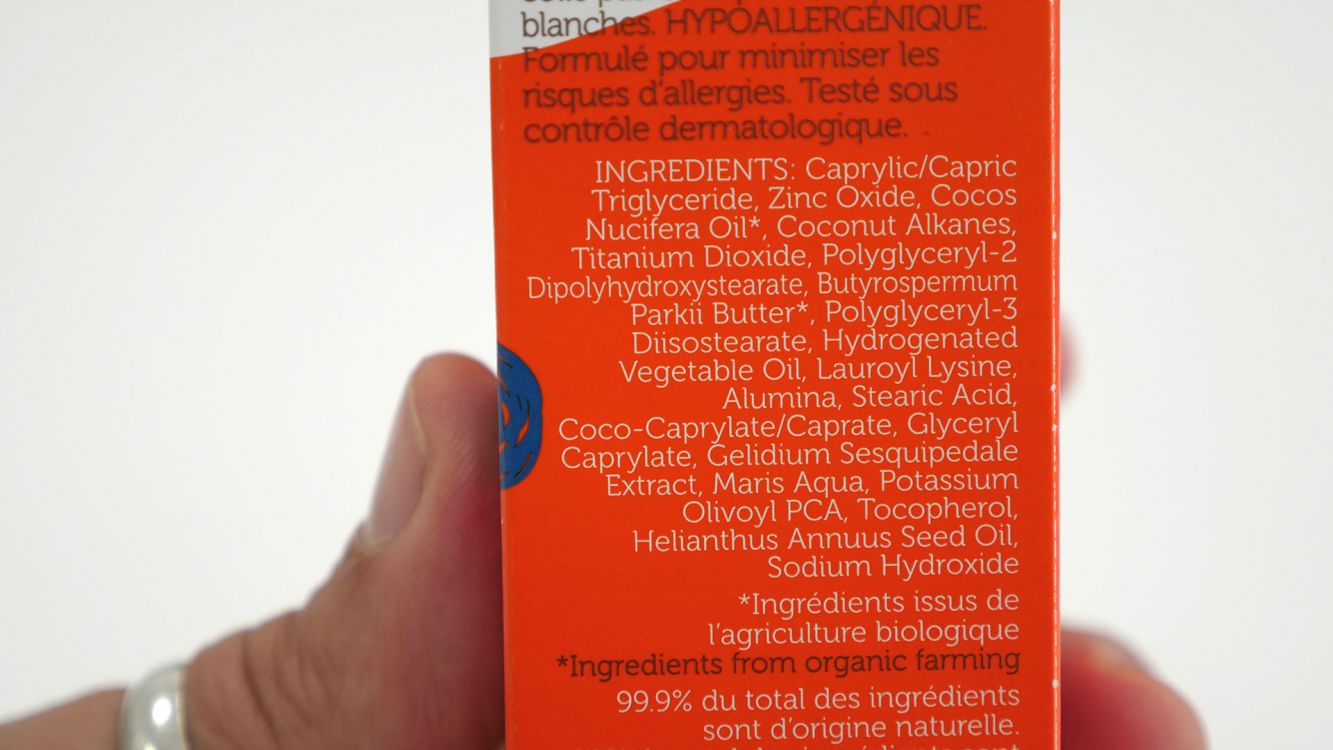 blanches. HYPOALLERGÉNIQUE.
Formulé pour minimiser les
risques d'allergies. Testé sous
contrôle dermatologique.
INGREDIENTS: Caprylic/Capric
Triglyceride, Zinc Oxide, Cocos
Nucifera Oil*, Coconut Alkanes,
Titanium Dioxide, Polyglyceryl-2
Dipolyhydroxystearate, Butyrospermum
Parkii Butter*, Polyglyceryl-3
Diisostearate, Hydrogenated
Vegetable Oil, Lauroyl Lysine,
Alumina, Stearic Acid,
Coco-Caprylate/Caprate, Glyceryl
Caprylate, Gelidium Sesquipedale
Extract, Maris Aqua, Potassium
Olivoyl PCA, Tocopherol,
Helianthus Annuus Seed Oil,
Sodium Hydroxide
*Ingrédients issus de
l'agriculture biologique
*Ingredients from organic farming
99.9% du total des ingrédients
sont d'origine naturelle.